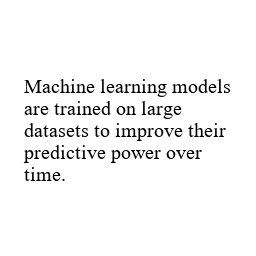 Machine learning models
are trained on large
datasets to improve their
predictive power over
time.